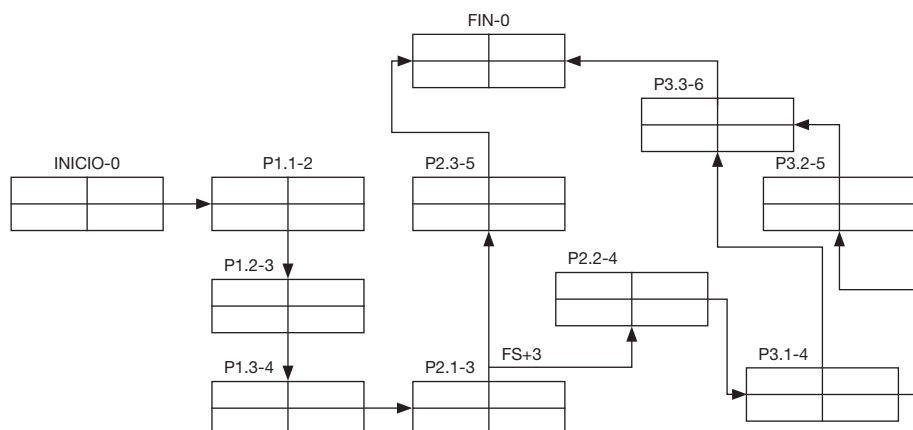 FIN-0
P3.3-6
INICIO-0
P1.1-2
P2.3-5
P3.2-5
P1.2-3
P2.2-4
P1.3-4
P2.1-3
FS+3
P3.1-4